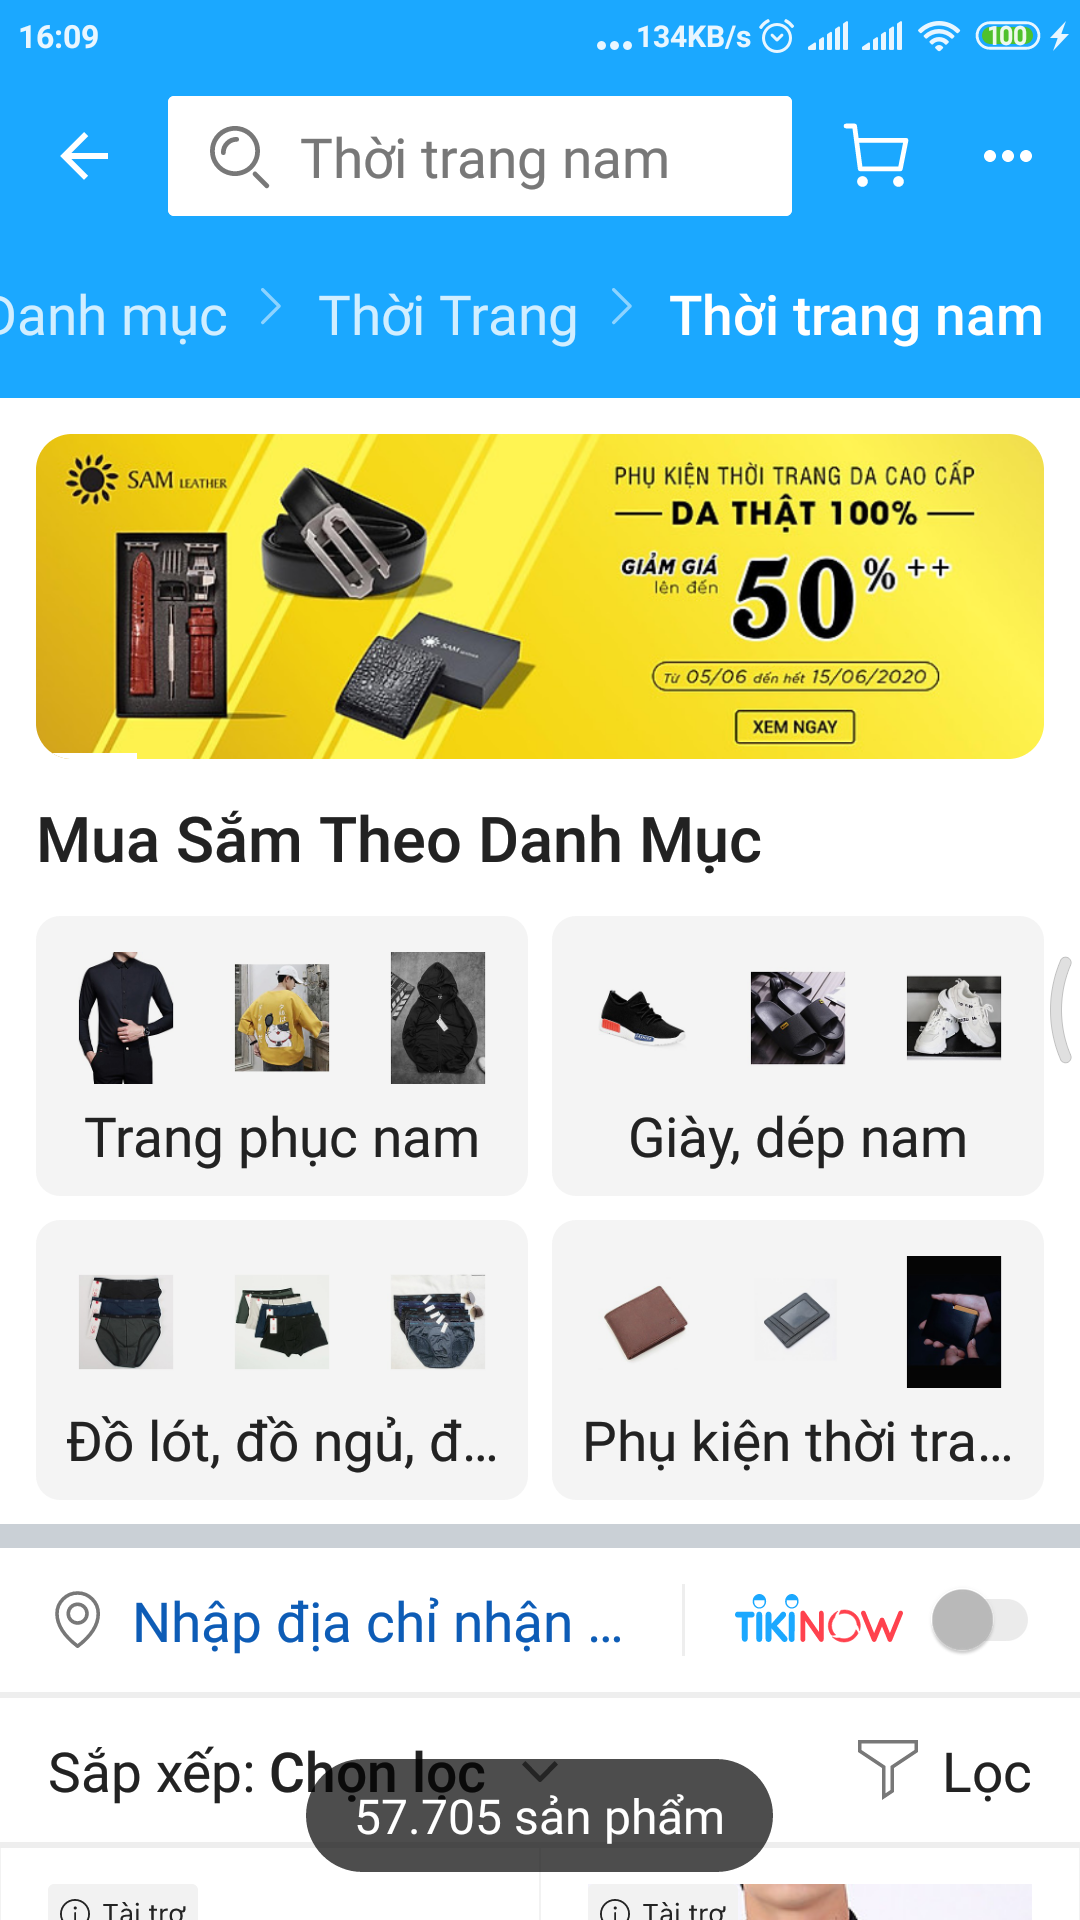 16:09
...134KB/s
100
Thời trang nam
Danh mục
Thời Trang
Thời trang nam
SAM LEATHER
PHỤ KIỆN THỜI TRANG DA CAO CẤP
DA THẬT 100%
GIẢM GIÁ
lên đến
50%++
Từ 05/06 đến hết 15/06/2020
XEM NGAY
Mua Sắm Theo Danh Mục
Trang phục nam
Giày, dép nam
Đồ lót, đồ ngủ, đ...
Phụ kiện thời tra...
Nhập địa chỉ nhận ...
TIKINOW
Sắp xếp: Chọn lọc
Lọc
57.705 sản phẩm
Tài trợ
Tài trợ